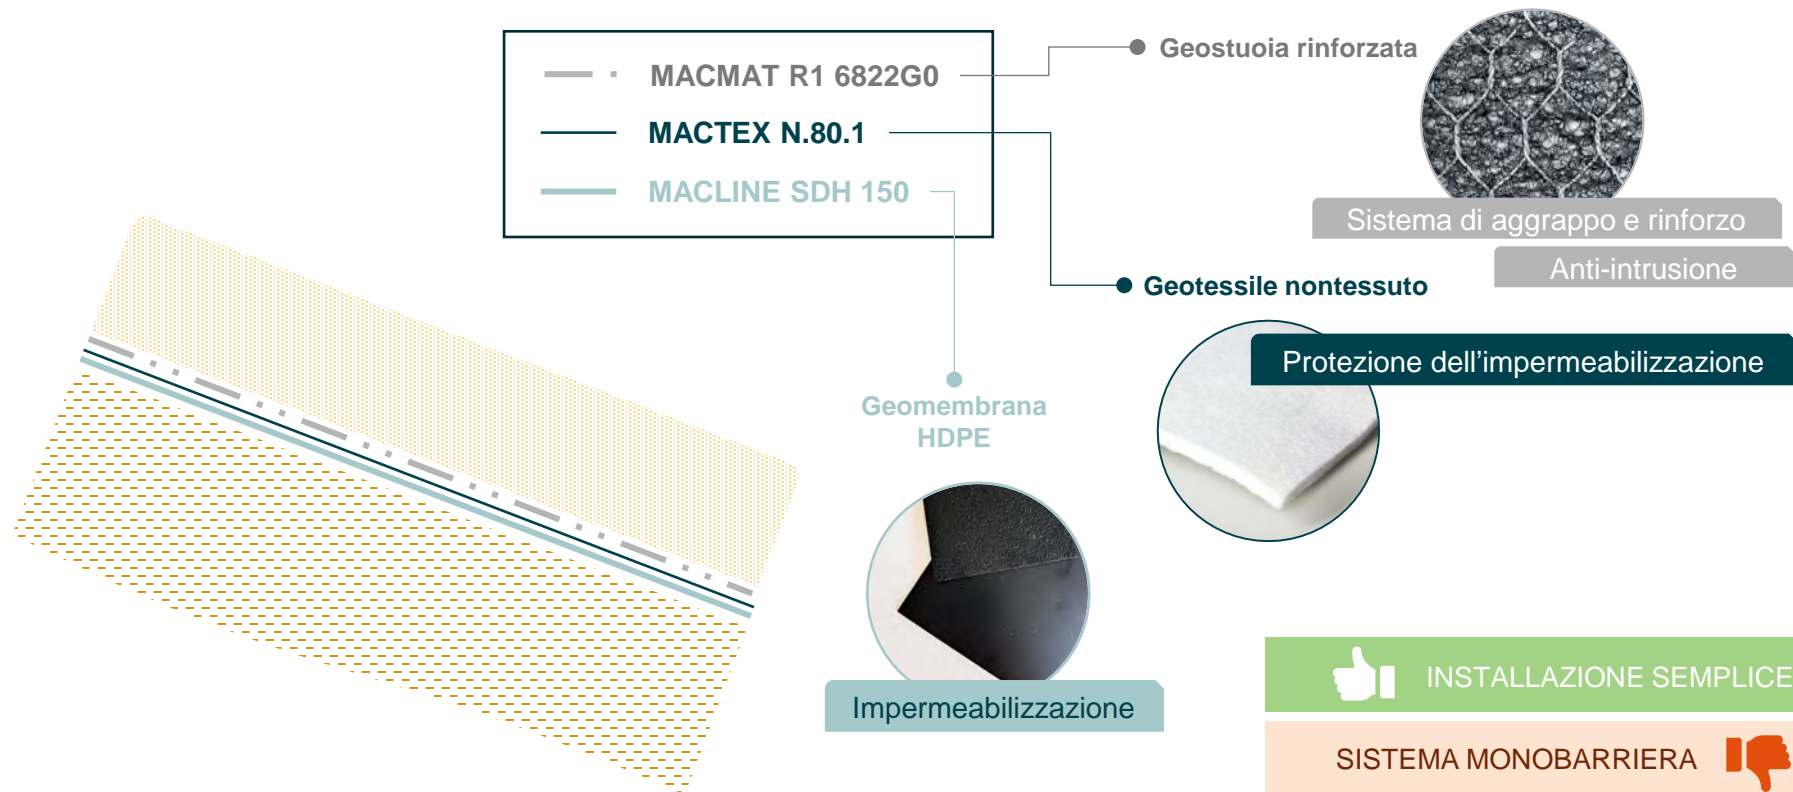 MACMAT R1 6822G0
MACTEX N.80.1
MACLINE SDH 150
Geostuoia rinforzata
Sistema di aggrappo e rinforzo
Anti-intrusione
Geotessile nontessuto
Protezione dell'impermeabilizzazione
Geomembrana
HDPE
Impermeabilizzazione
INSTALLAZIONE SEMPLICE
SISTEMA MONOBARRIERA